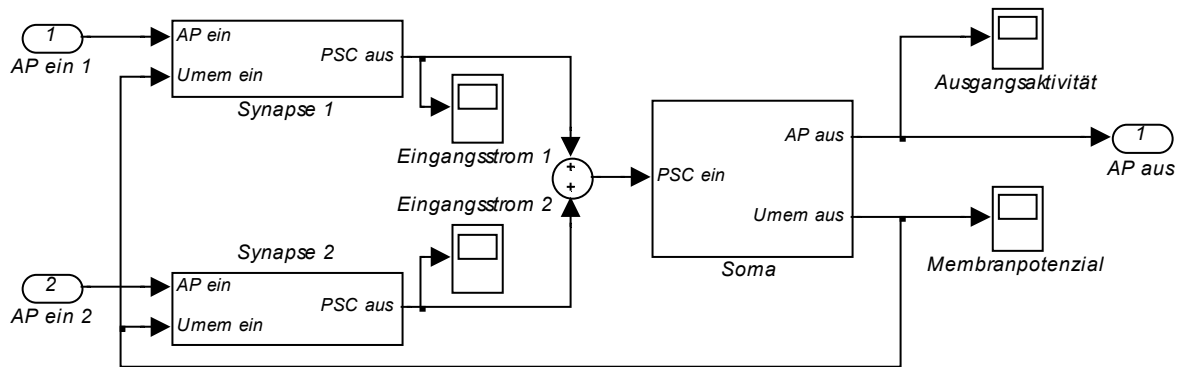 1
AP ein 1
AP ein
Umem ein
PSC aus
Synapse 1
Eingangsstrom 1
Ausgangsaktivität
+
+
PSC ein
AP aus
Umem aus
Soma
1
AP aus
Membranpotenzial
Eingangsstrom 2
Synapse 2
2
AP ein 2
AP ein
Umem ein
PSC aus